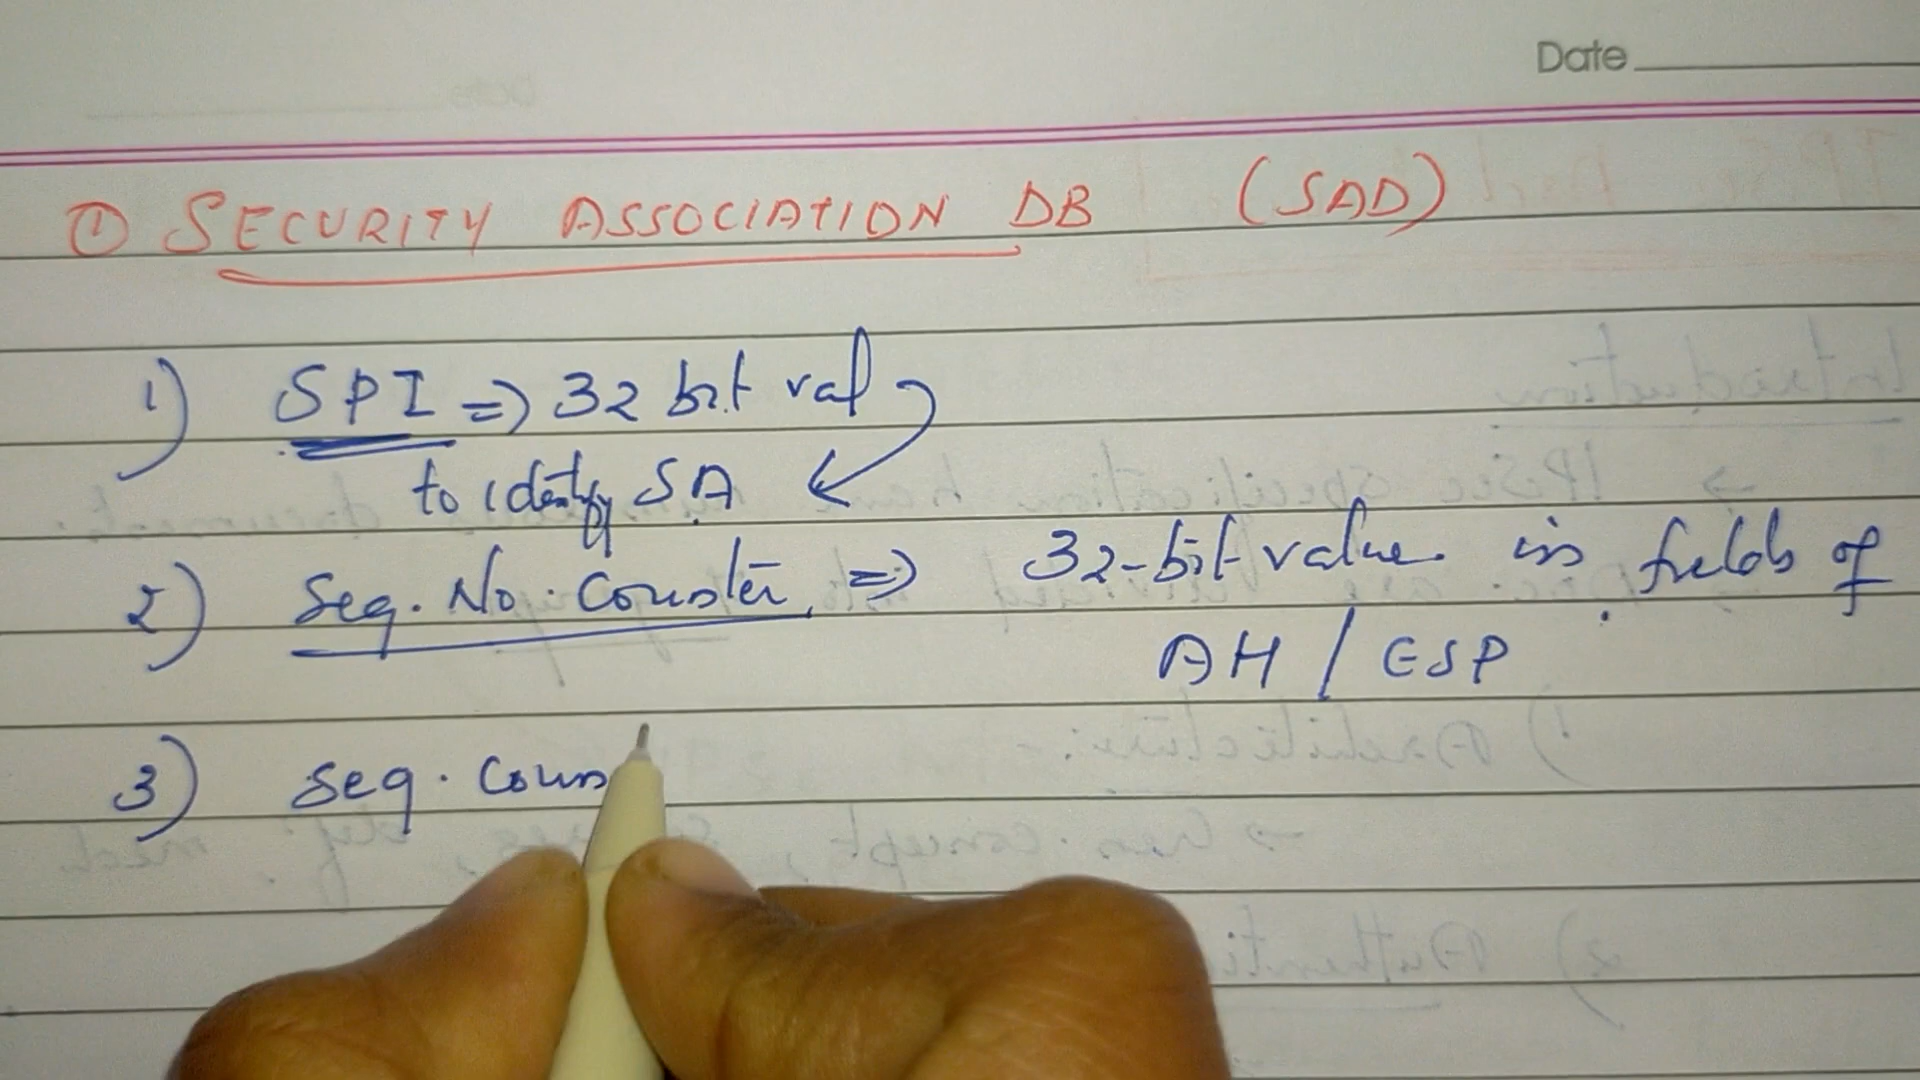 Date
① SECURITY ASSOCIATION DB (SAD)
1) SPI => 32 bit val
to identify SA
2) Seq. No. Counter => 32-bit value in fields of
AH / ESP
3) Seq. Coun